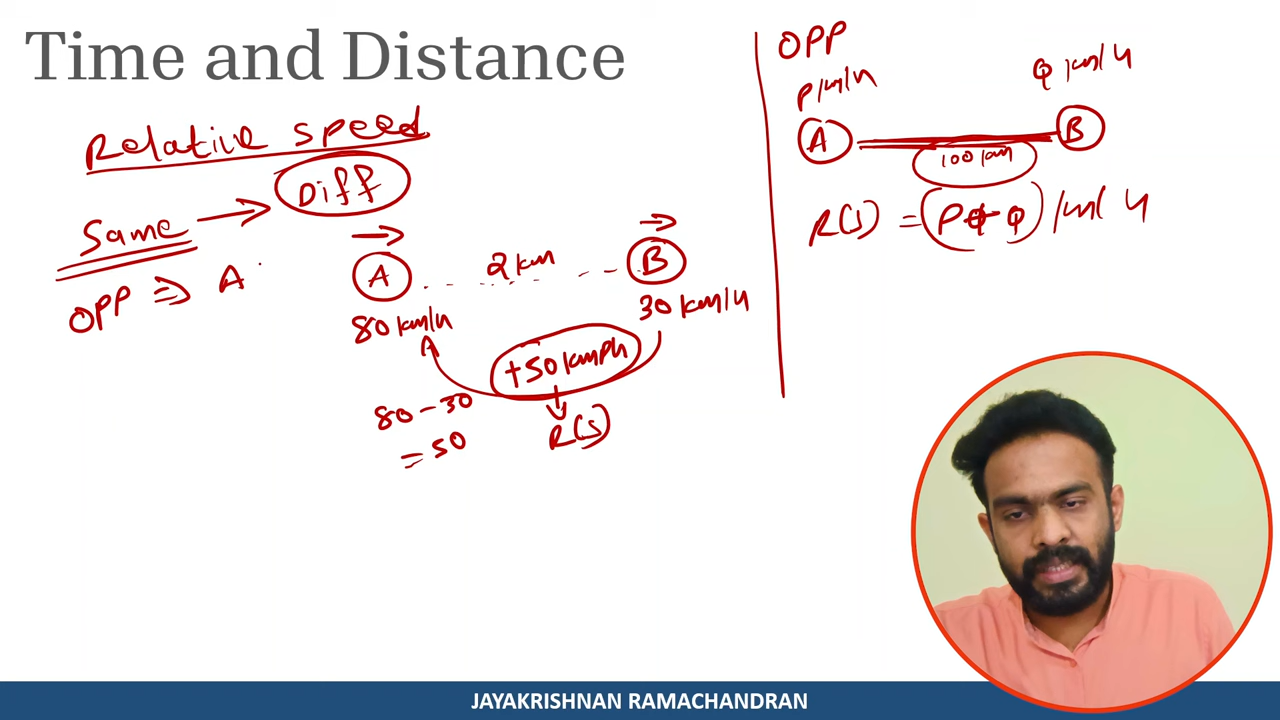 Time and Distance
Relative speed
Same → Diff
OPP ⇒ A
A 2 km B
80 km/h 30 km/h
+50 kmph
80 - 30
= 50
R(s)
OPP
P km/h Q km/h
A B
100 km
R(s) = (P + Q) km/h
JAYAKRISHNAN RAMACHANDRAN